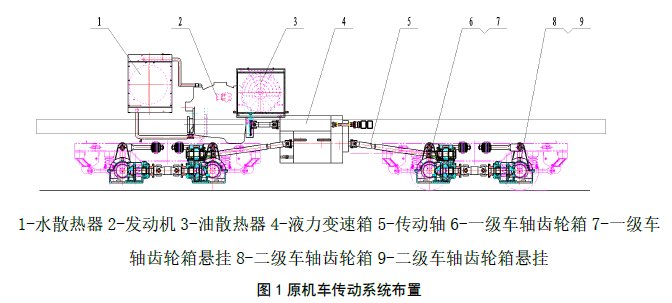 1 2 3 4 5 6 7 8 9
1-水散热器 2-发动机 3-油散热器 4-液力变速箱 5-传动轴 6-一级车轴齿轮箱 7-一级车
轴齿轮箱悬挂 8-二级车轴齿轮箱 9-二级车轴齿轮箱悬挂
图 1 原机车传动系统布置